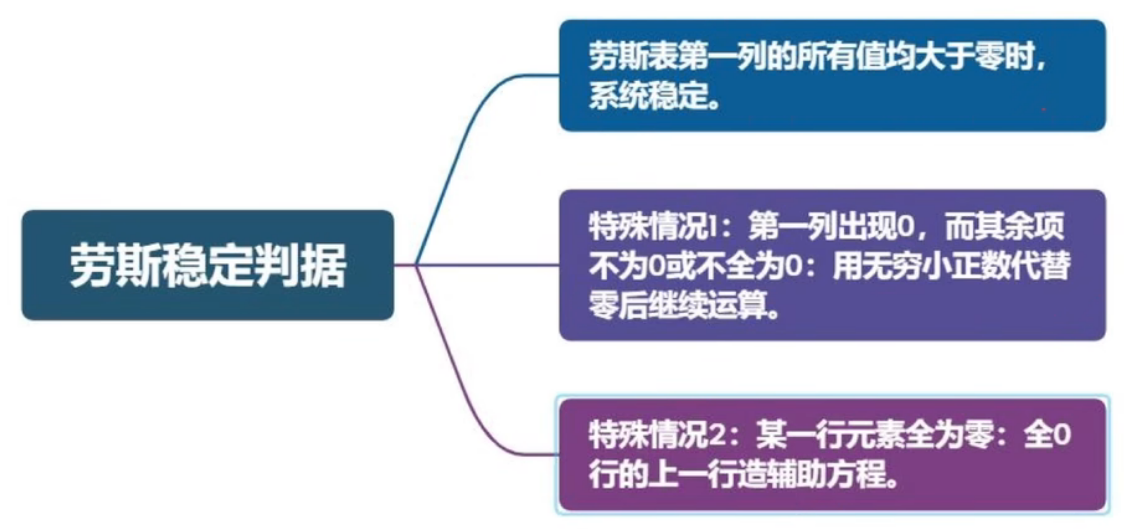 劳斯稳定判据
劳斯表第一列的所有值均大于零时，
系统稳定。
特殊情况1：第一列出现0，而其余项
不为0或不全为0：用无穷小正数代替
零后继续运算。
特殊情况2：某一行元素全为零：全0
行的上一行造辅助方程。